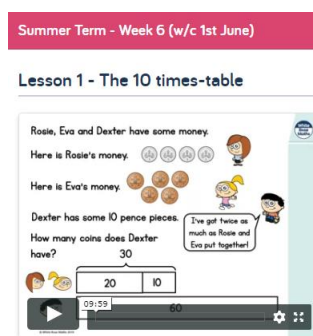 Summer Term - Week 6 (w/c 1st June)
Lesson 1 - The 10 times-table
Rosie, Eva and Dexter have some money.
Here is Rosie's money.
Here is Eva's money.
Dexter has some 10 pence pieces.
How many coins does Dexter
have?
I've got twice as
much as Rosie and
Eva put together!
30
20 10
09:59
60